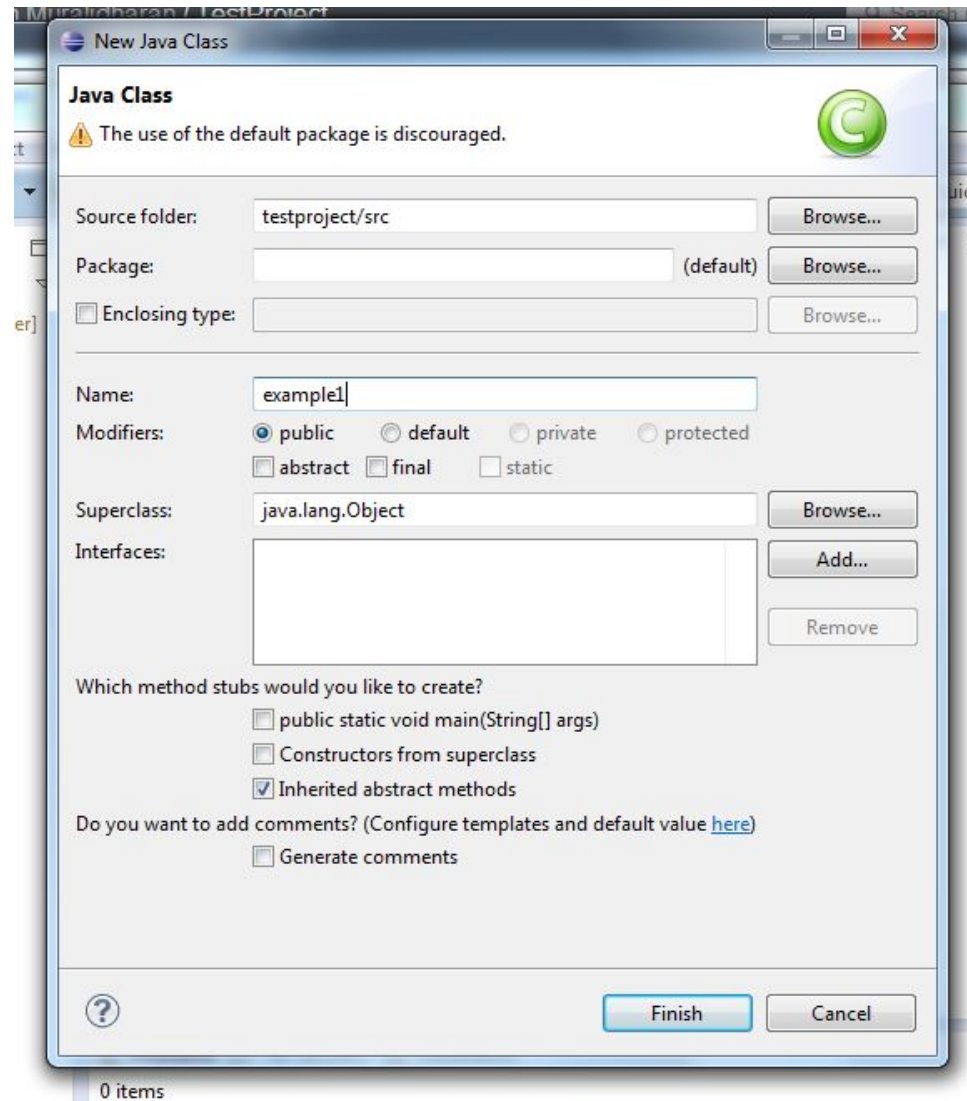 Muralidharan / TestProject
Search
New Java Class
Java Class
The use of the default package is discouraged.
Source folder: testproject/src Browse...
Package: (default) Browse...
er] Enclosing type: Browse...
Name: example1
Modifiers: public default private protected
abstract final static
Superclass: java.lang.Object Browse...
Interfaces: Add...
Remove
Which method stubs would you like to create?
public static void main(String[] args)
Constructors from superclass
Inherited abstract methods
Do you want to add comments? (Configure templates and default value here)
Generate comments
? Finish Cancel
0 items